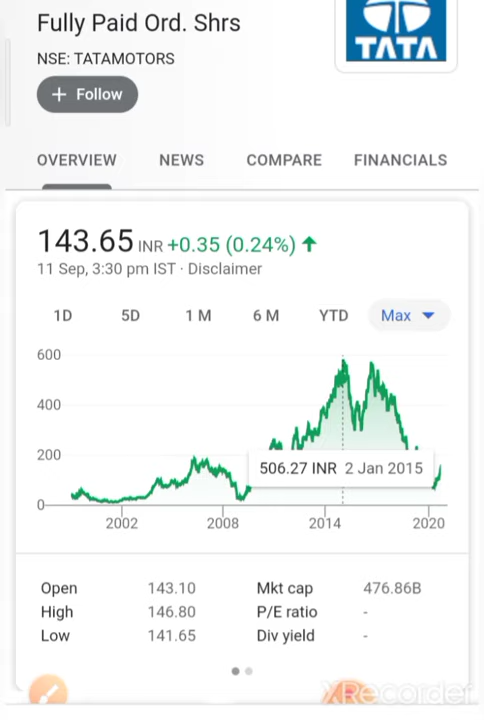 Fully Paid Ord. Shrs
NSE: TATAMOTORS
+ Follow
TATA
OVERVIEW NEWS COMPARE FINANCIALS
143.65 INR +0.35 (0.24%) ↑
11 Sep, 3:30 pm IST · Disclaimer
1D 5D 1 M 6 M YTD Max
600
400
200
0
506.27 INR 2 Jan 2015
2002 2008 2014 2020
Open 143.10 Mkt cap 476.86B
High 146.80 P/E ratio -
Low 141.65 Div yield -
XRecorder